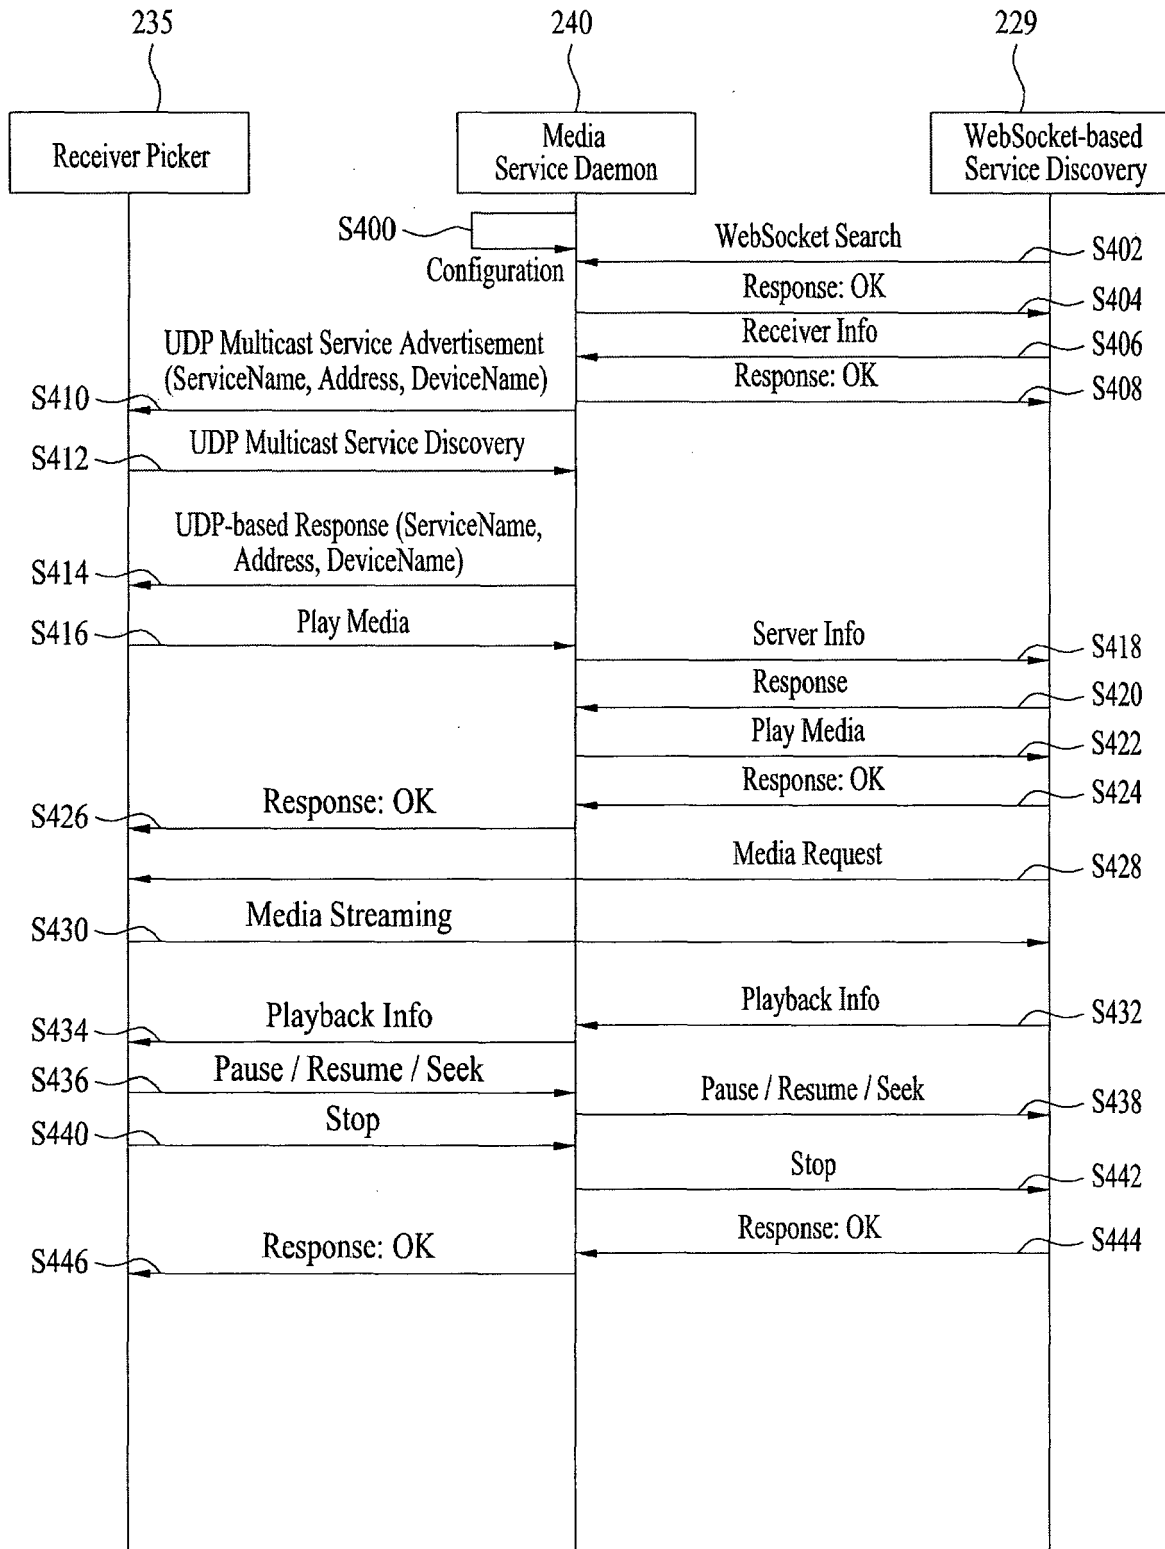 235
240
229
Receiver Picker
Media
Service Daemon
WebSocket-based
Service Discovery
S400
Configuration
WebSocket Search
S402
Response: OK
S404
Receiver Info
S406
UDP Multicast Service Advertisement
(ServiceName, Address, DeviceName)
S410
Response: OK
S408
UDP Multicast Service Discovery
S412
UDP-based Response (ServiceName,
Address, DeviceName)
S414
Play Media
S416
Server Info
S418
Response
S420
Play Media
S422
Response: OK
S424
Response: OK
S426
Media Request
S428
Media Streaming
S430
Playback Info
S432
Playback Info
S434
Pause / Resume / Seek
S436
Pause / Resume / Seek
S438
Stop
S440
Stop
S442
Response: OK
S444
Response: OK
S446